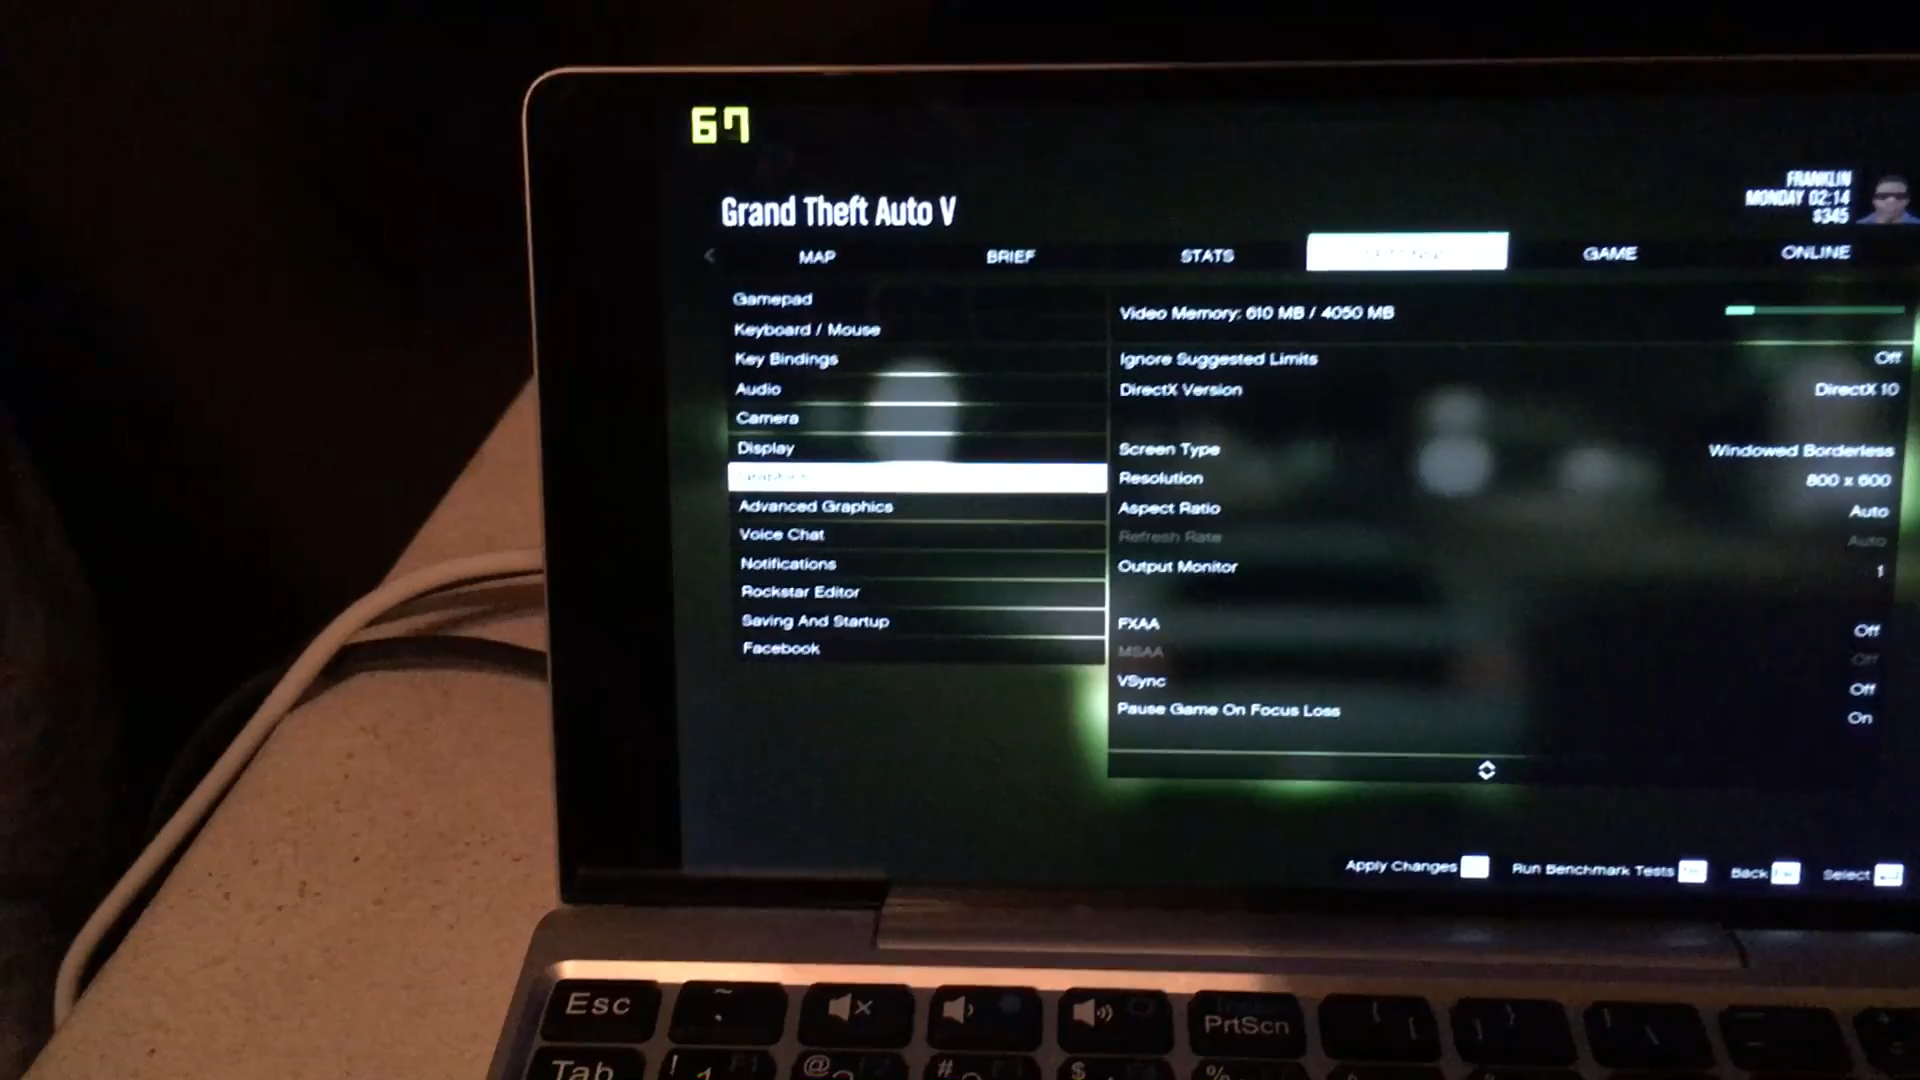 67
Grand Theft Auto V
FRANKLIN
MONDAY 02:14
$345
MAP BRIEF STATS GAME ONLINE
Gamepad
Keyboard / Mouse
Key Bindings
Audio
Camera
Display
Graphics
Advanced Graphics
Voice Chat
Notifications
Rockstar Editor
Saving And Startup
Facebook
Video Memory: 610 MB / 4050 MB
Ignore Suggested Limits Off
DirectX Version DirectX 10
Screen Type Windowed Borderless
Resolution 800 x 600
Aspect Ratio Auto
Refresh Rate Auto
Output Monitor 1
FXAA Off
MSAA Off
VSync Off
Pause Game On Focus Loss On
Apply Changes Run Benchmark Tests Back Select
Esc ~ PrtScn
Tab ! @ # $ %